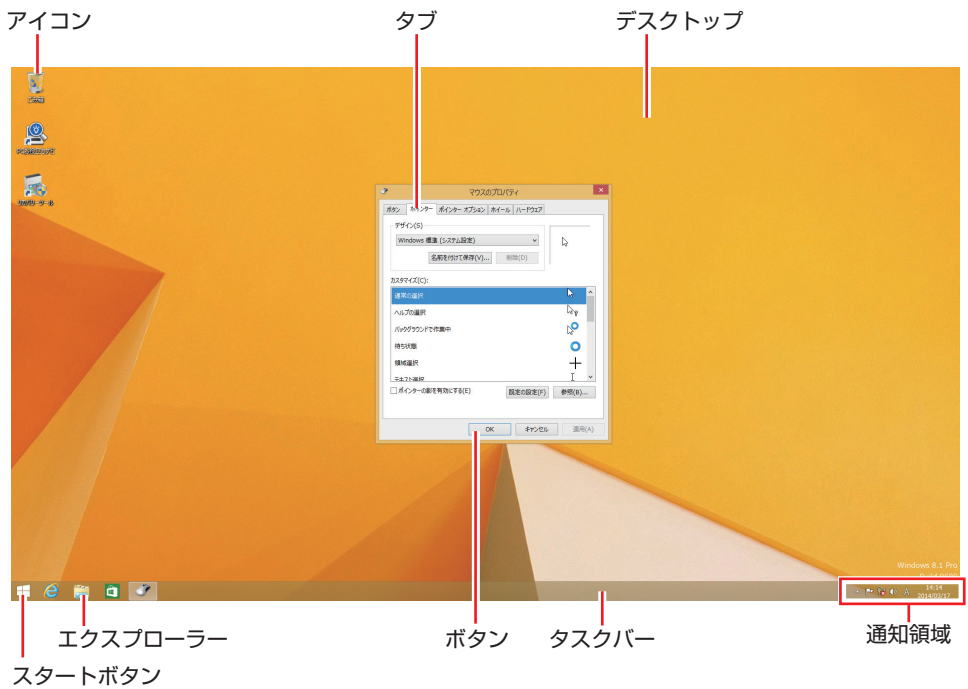 アイコン
タブ
デスクトップ
ごみ箱
マウスのプロパティ
ボタン
ポインター
ポインター オプション
ホイール
ハードウェア
デザイン(S)
Windows 標準 (システム設定)
名前を付けて保存(V)...
削除(D)
カスタマイズ(C):
通常の選択
ヘルプの選択
バックグラウンドで作業中
待ち状態
領域選択
テキスト選択
ポインターの影を有効にする(E)
既定の設定(F)
参照(B)...
OK
キャンセル
適用(A)
Windows 8.1 Pro
A
14:14
2014/03/17
エクスプローラー
ボタン
タスクバー
通知領域
スタートボタン